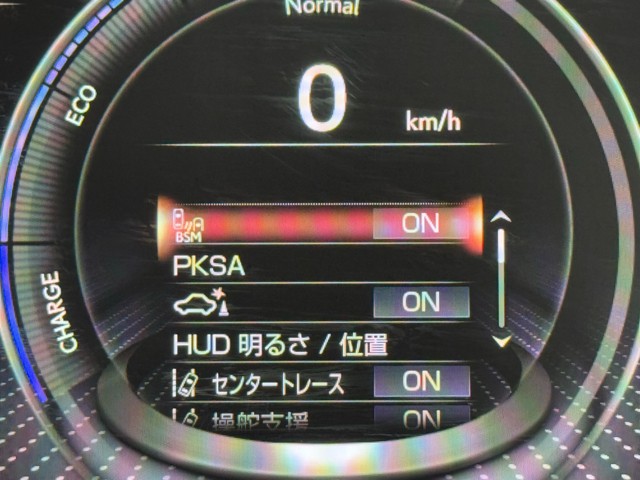 Normal
0
km/h
ECO
CHARGE
BSM ON
PKSA
ON
HUD 明るさ / 位置
センタートレース ON
操舵支援 ON